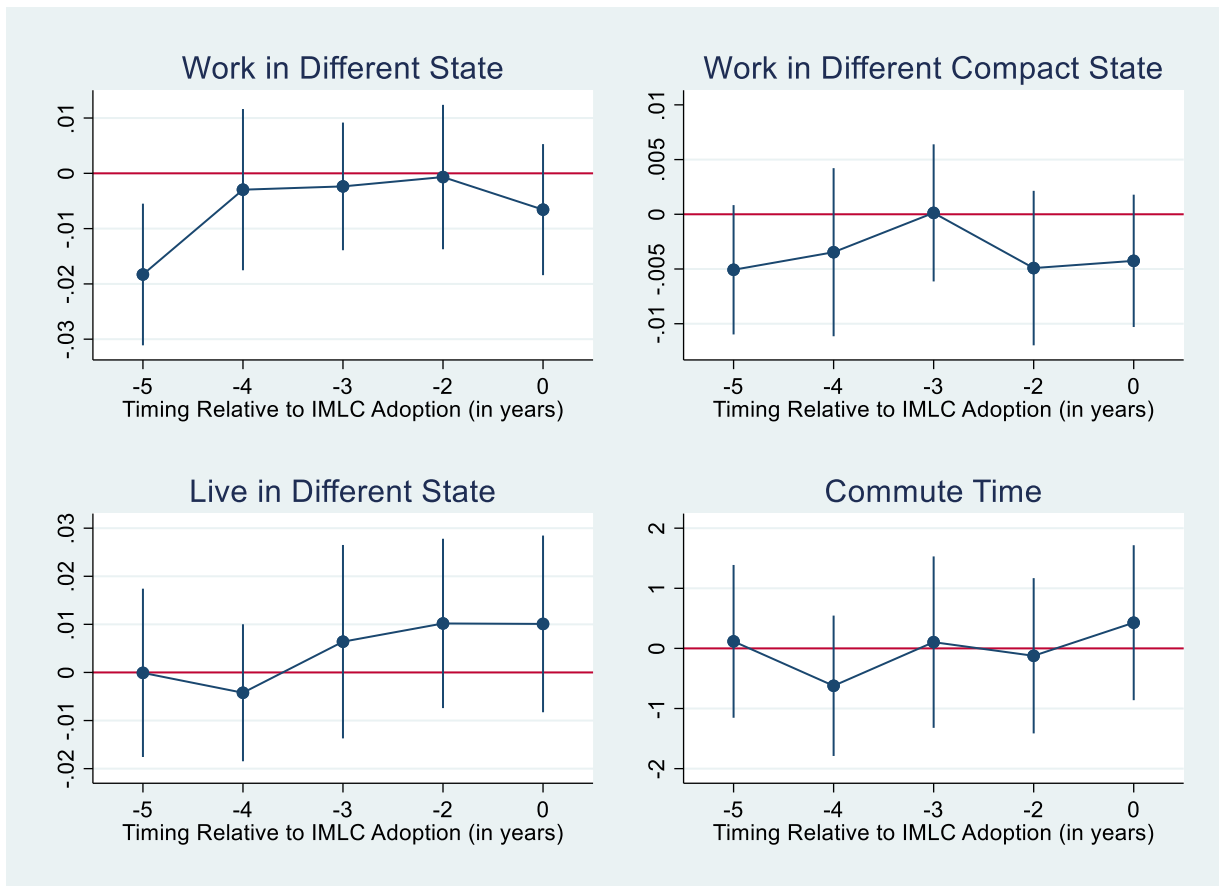 Work in Different State
.01
0
-.01
-.02
-.03
-5 -4 -3 -2 0
Timing Relative to IMLC Adoption (in years)
Work in Different Compact State
.01
.005
0
-.005
-.01
-5 -4 -3 -2 0
Timing Relative to IMLC Adoption (in years)
Live in Different State
.03
.02
.01
0
-.01
-.02
-5 -4 -3 -2 0
Timing Relative to IMLC Adoption (in years)
Commute Time
2
1
0
-1
-2
-5 -4 -3 -2 0
Timing Relative to IMLC Adoption (in years)